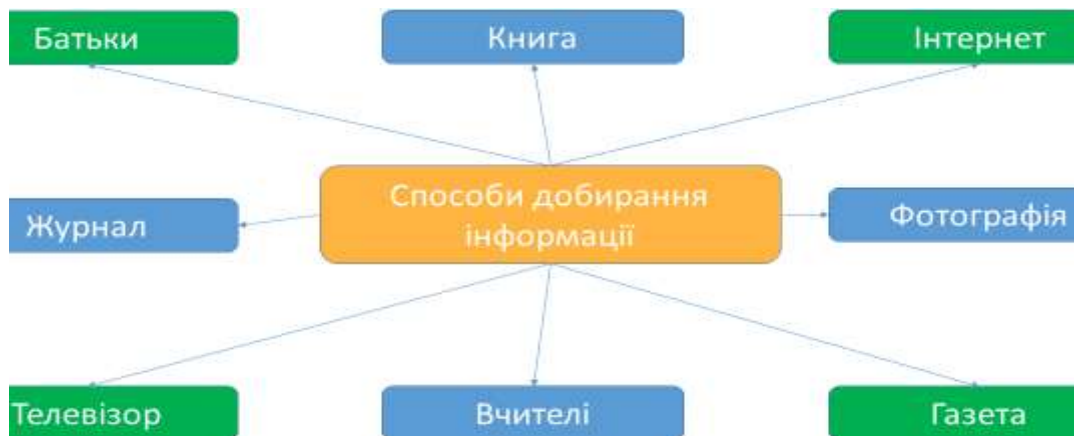 Батьки
Книга
Інтернет
Журнал
Способи добирання
інформації
Фотографія
Телевізор
Вчителі
Газета